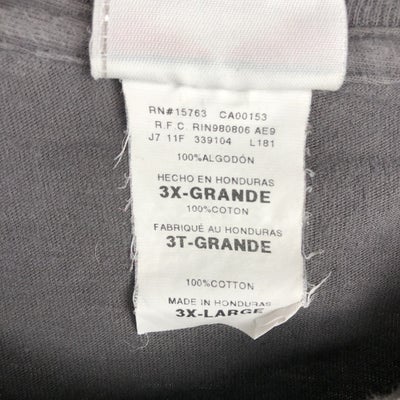 RN#15763 CA00153
R.F.C. RIN980806 AE9
J7 11F 339104 L181
100%ALGODÓN
HECHO EN HONDURAS
3X-GRANDE
100%COTON
FABRIQUÉ AU HONDURAS
3T-GRANDE
100%COTTON
MADE IN HONDURAS
3X-LARGE